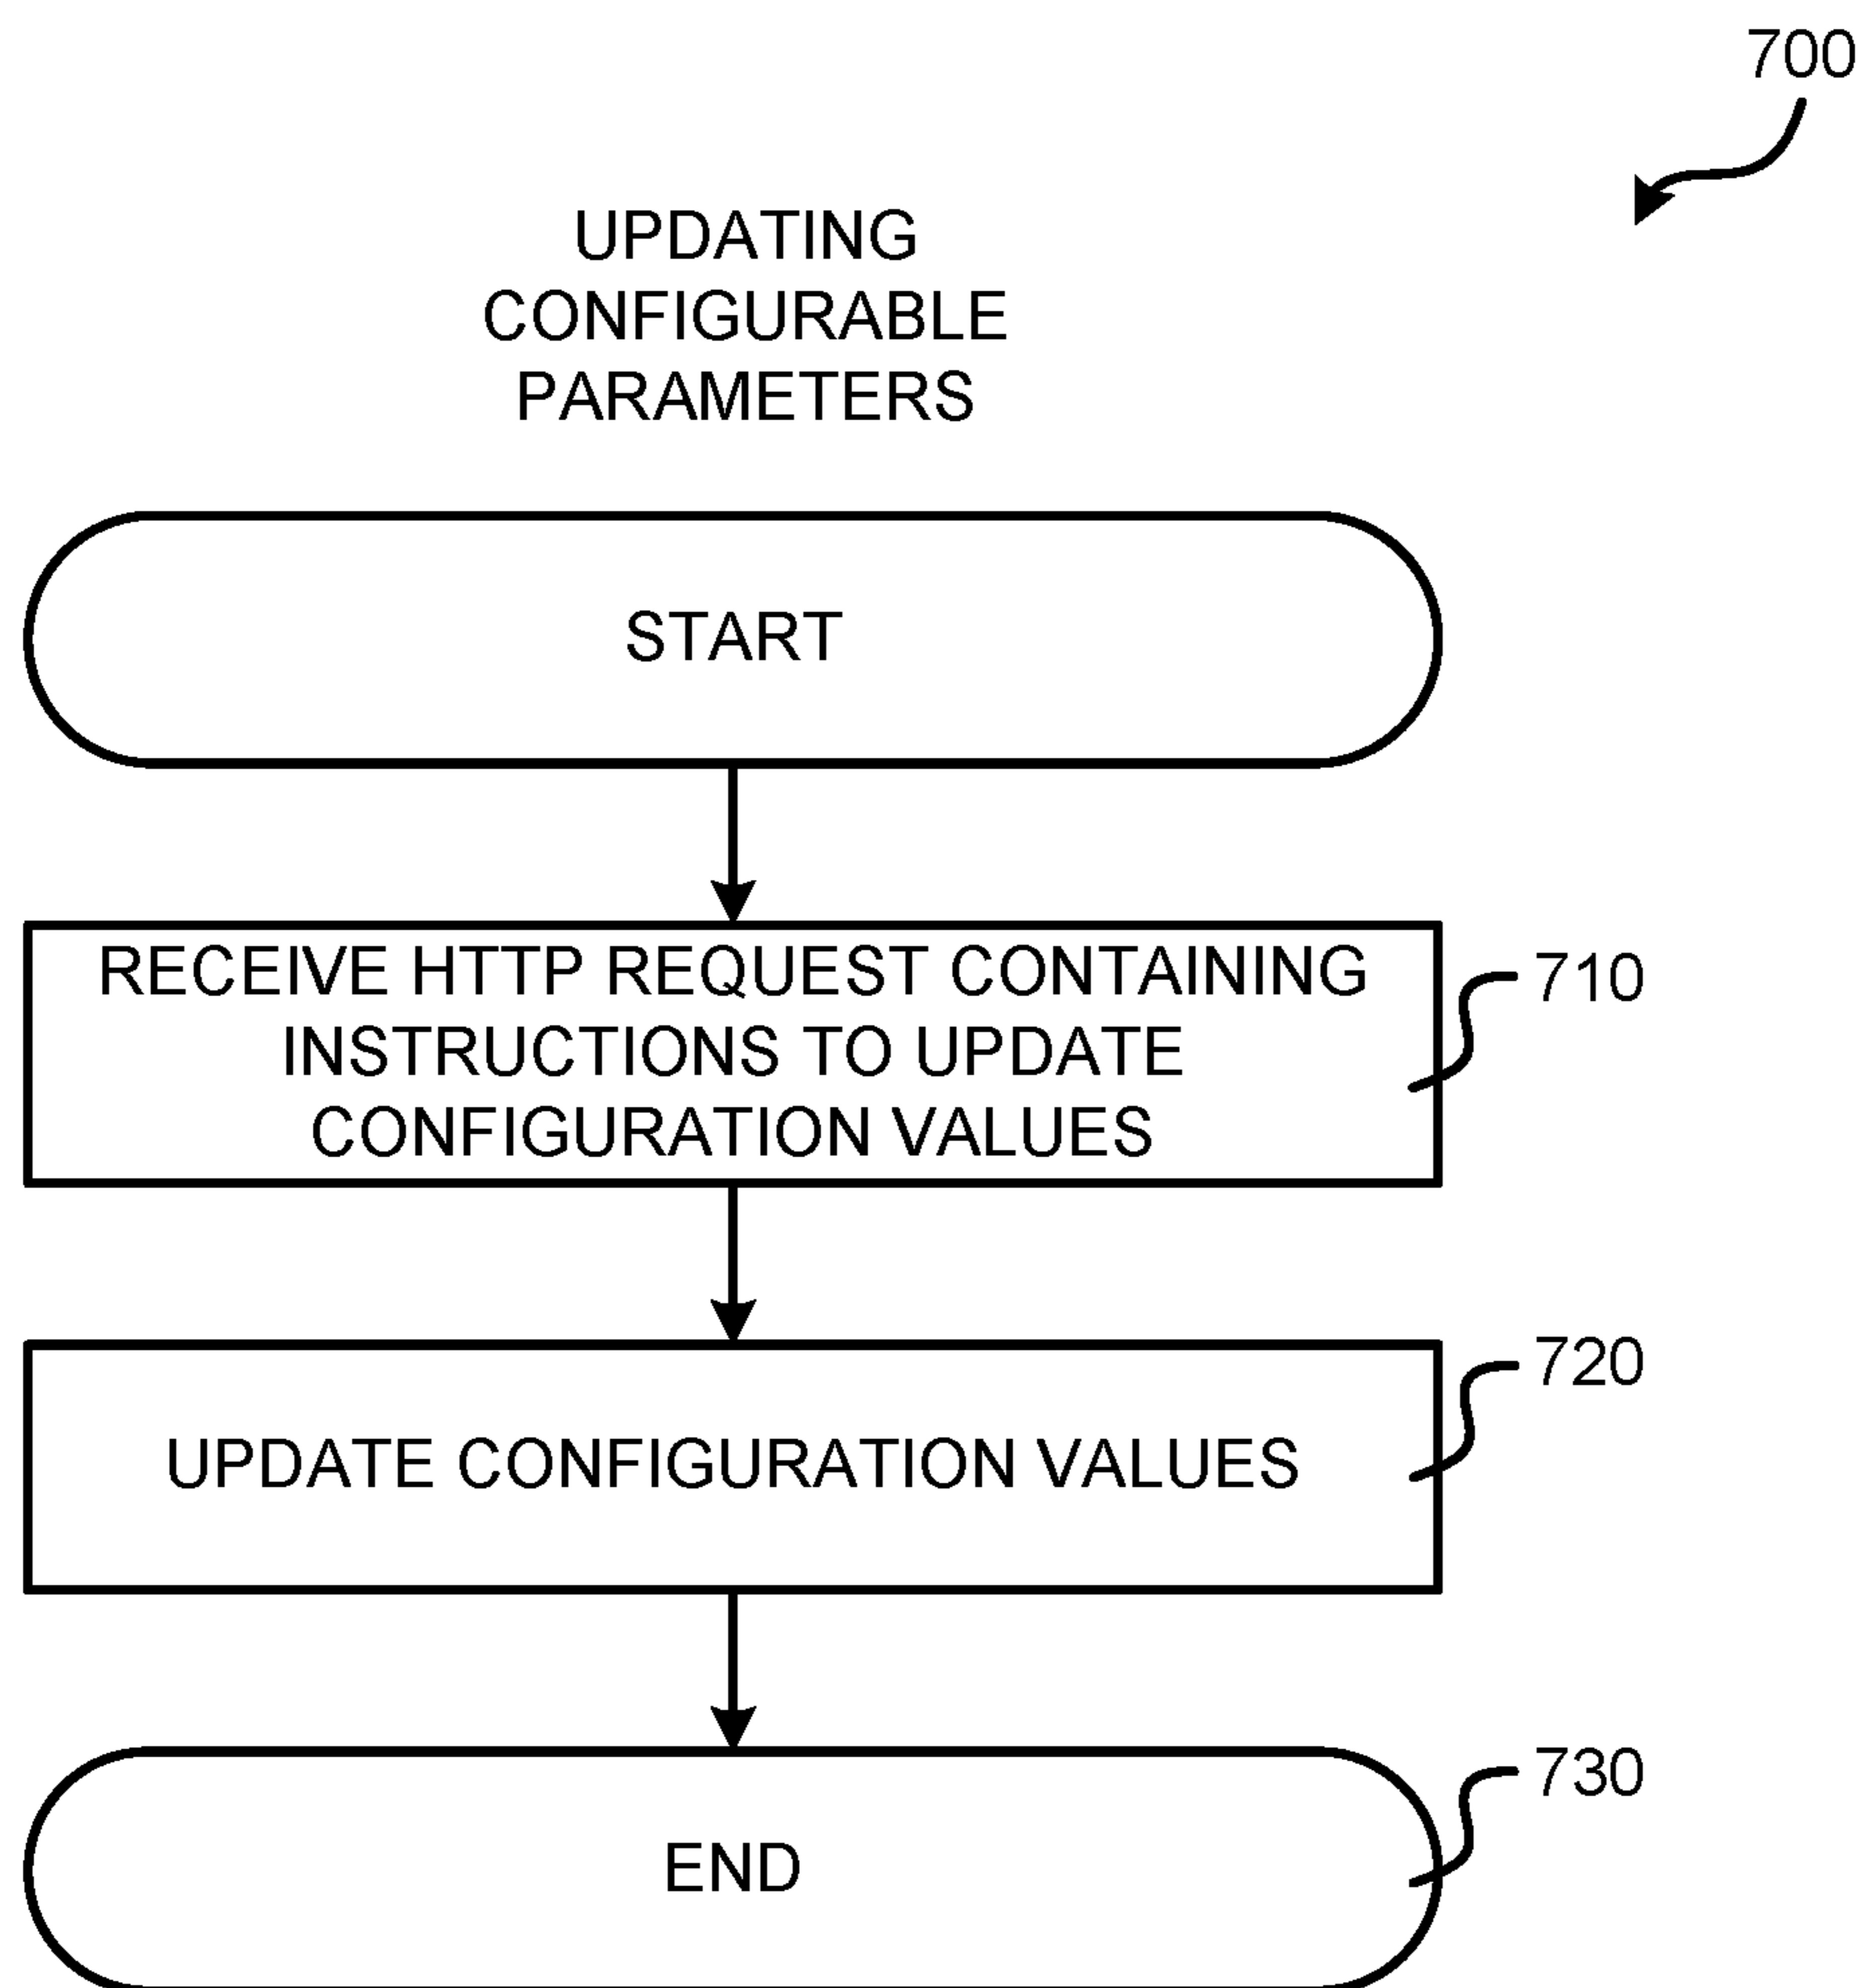 700
UPDATING
CONFIGURABLE
PARAMETERS
START
RECEIVE HTTP REQUEST CONTAINING
INSTRUCTIONS TO UPDATE
CONFIGURATION VALUES
710
UPDATE CONFIGURATION VALUES
720
END
730